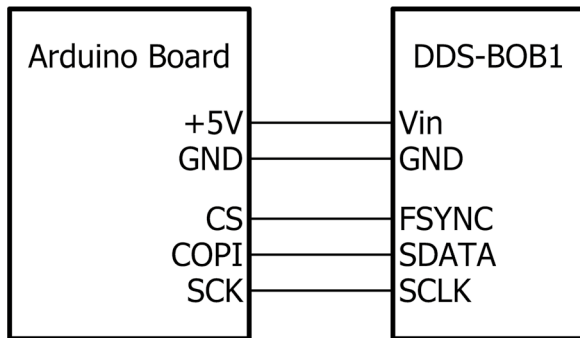 Arduino Board DDS-BOB1
+5V Vin
GND GND
CS FSYNC
COPI SDATA
SCK SCLK